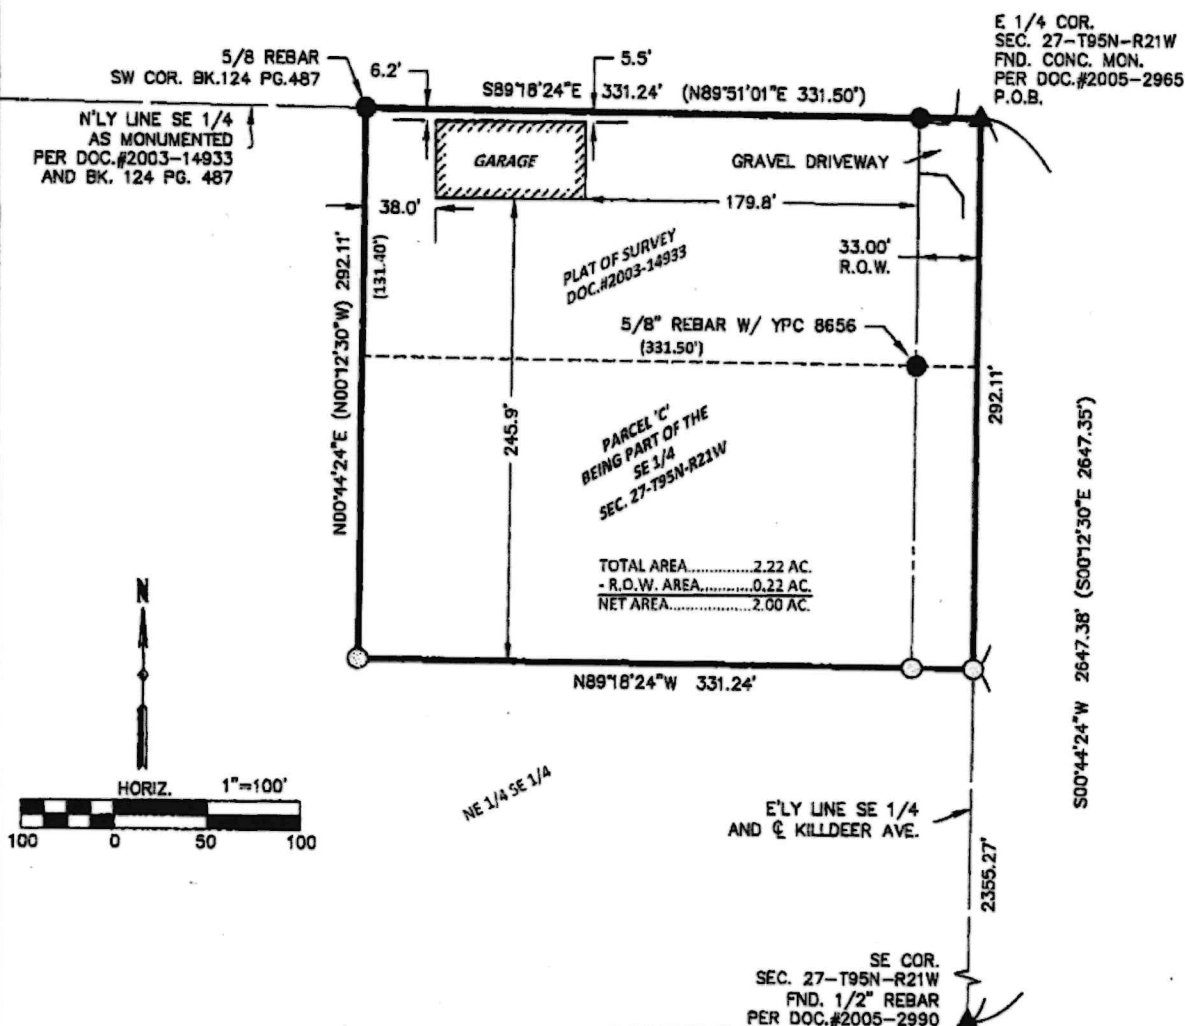 E 1/4 COR.
SEC. 27-T95N-R21W
FND. CONC. MON.
PER DOC.#2005-2965
P.O.B.
5/8 REBAR
SW COR. BK.124 PG.487
6.2'
5.5'
S89°18'24"E 331.24' (N89°51'01"E 331.50')
N'LY LINE SE 1/4
AS MONUMENTED
PER DOC.#2003-14933
AND BK. 124 PG. 487
GARAGE
GRAVEL DRIVEWAY
38.0'
179.8'
33.00'
R.O.W.
PLAT OF SURVEY
DOC.#2003-14933
N00°44'24"E (N00°12'30"W) 292.11'
(131.40')
5/8" REBAR W/ YPC 8656
(331.50')
245.9'
292.11'
PARCEL 'C'
BEING PART OF THE
SE 1/4
SEC. 27-T95N-R21W
S00°44'24"W 2647.38' (S00°12'30"E 2647.35')
TOTAL AREA..............2.22 AC.
- R.O.W. AREA...........0.22 AC.
NET AREA..................2.00 AC.
N89°18'24"W 331.24'
N
HORIZ. 1"=100'
100 0 50 100
NE 1/4 SE 1/4
E'LY LINE SE 1/4
AND ℄ KILLDEER AVE.
2355.27'
SE COR.
SEC. 27-T95N-R21W
FND. 1/2" REBAR
PER DOC.#2005-2990